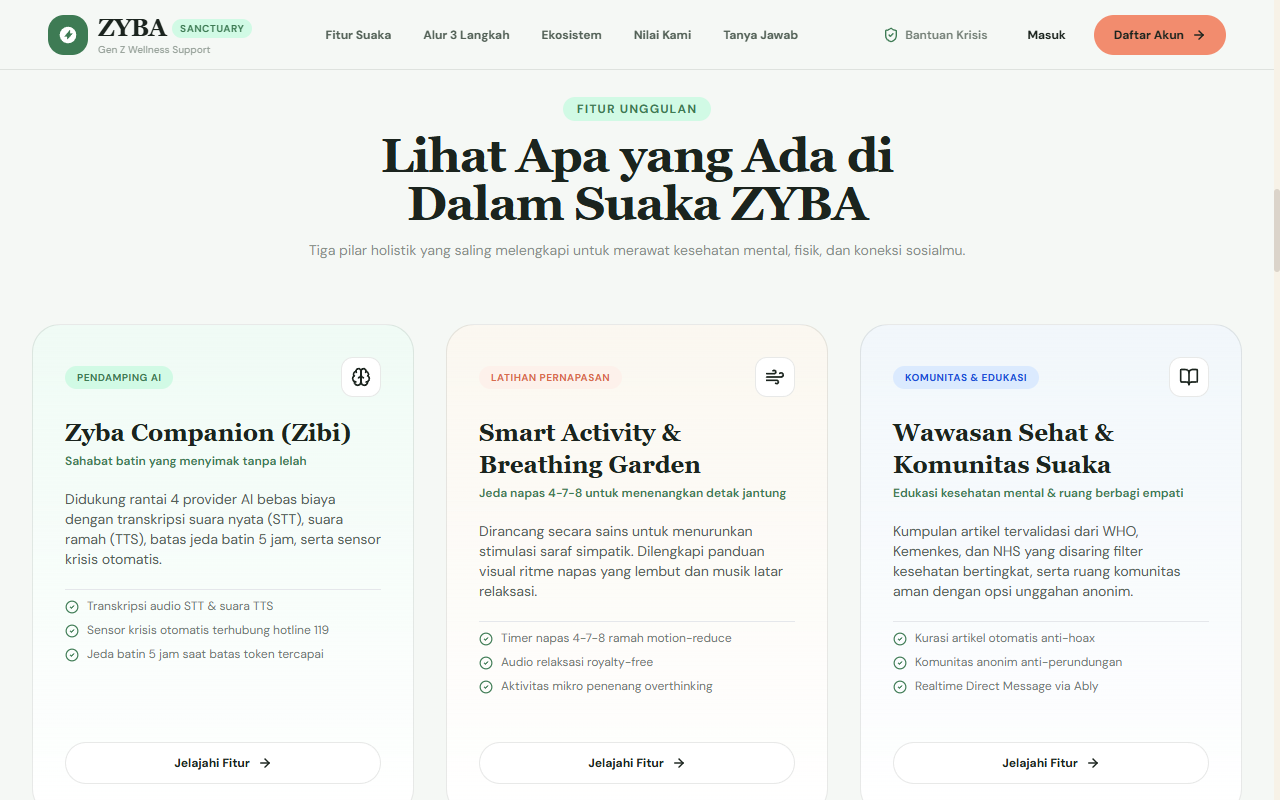 ZYBA SANCTUARY
Gen Z Wellness Support
Fitur Suaka
Alur 3 Langkah
Ekosistem
Nilai Kami
Tanya Jawab
Bantuan Krisis
Masuk
Daftar Akun
FITUR UNGGULAN
Lihat Apa yang Ada di
Dalam Suaka ZYBA
Tiga pilar holistik yang saling melengkapi untuk merawat kesehatan mental, fisik, dan koneksi sosialmu.
PENDAMPING AI
Zyba Companion (Zibi)
Sahabat batin yang menyimak tanpa lelah
Didukung rantai 4 provider AI bebas biaya
dengan transkripsi suara nyata (STT), suara
ramah (TTS), batas jeda batin 5 jam, serta sensor
krisis otomatis.
Transkripsi audio STT & suara TTS
Sensor krisis otomatis terhubung hotline 119
Jeda batin 5 jam saat batas token tercapai
Jelajahi Fitur
LATIHAN PERNAPASAN
Smart Activity &
Breathing Garden
Jeda napas 4-7-8 untuk menenangkan detak jantung
Dirancang secara sains untuk menurunkan
stimulasi saraf simpatik. Dilengkapi panduan
visual ritme napas yang lembut dan musik latar
relaksasi.
Timer napas 4-7-8 ramah motion-reduce
Audio relaksasi royalty-free
Aktivitas mikro penenang overthinking
Jelajahi Fitur
KOMUNITAS & EDUKASI
Wawasan Sehat &
Komunitas Suaka
Edukasi kesehatan mental & ruang berbagi empati
Kumpulan artikel tervalidasi dari WHO,
Kemenkes, dan NHS yang disaring filter
kesehatan bertingkat, serta ruang komunitas
aman dengan opsi unggahan anonim.
Kurasi artikel otomatis anti-hoax
Komunitas anonim anti-perundungan
Realtime Direct Message via Ably
Jelajahi Fitur